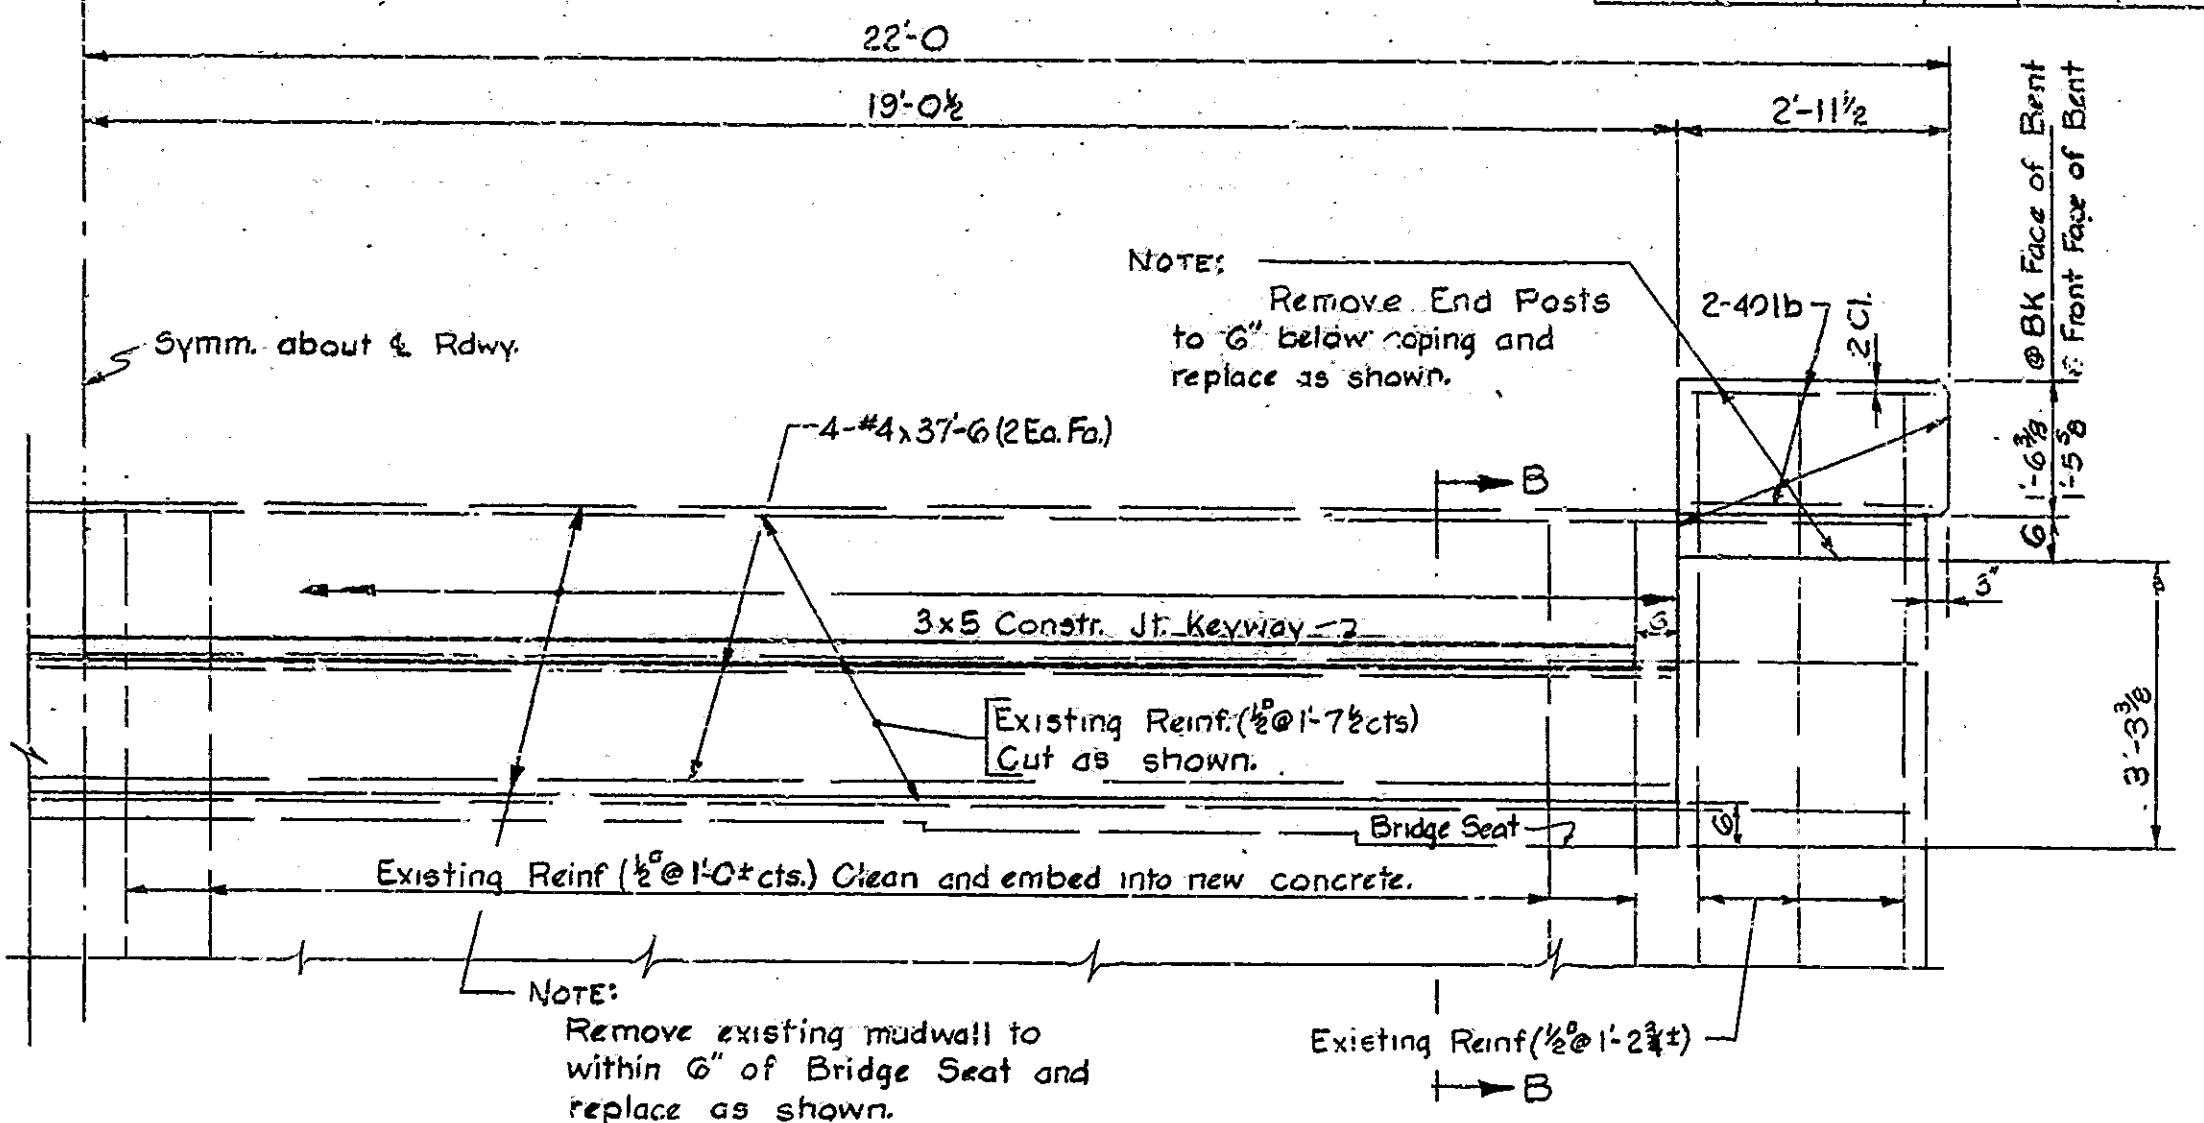 22'-0
19'-0½
2'-11½
@ BK Face of Bent
@ Front Face of Bent
NOTE:
Remove End Posts
to 6" below coping and
replace as shown.
2-401b
2 Cl.
Symm. about ℄ Rdwy.
4-#4x37'-6 (2 Ea. Fa.)
B
1'-6⅜
1'-5⅝
6
3"
3x5 Constr. Jt. Keyway
6
Existing Reinf. (½▫@ 1'-7½ cts)
Cut as shown.
3'-3⅜
Bridge Seat
6
Existing Reinf (½▫@ 1'-0± cts.) Clean and embed into new concrete.
NOTE:
Remove existing mudwall to
within 6" of Bridge Seat and
replace as shown.
Existing Reinf (½▫@ 1'-2¾±)
B